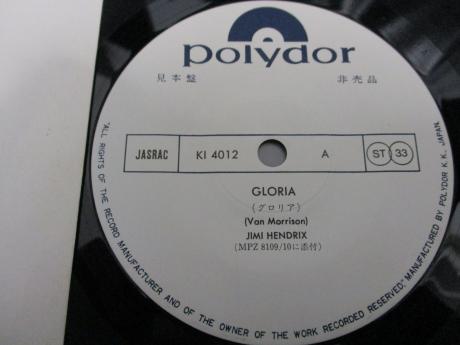 polydor
見本盤 非売品
JASRAC KI 4012 A ST 33
GLORIA
(グロリア)
(Van Morrison)
JIMI HENDRIX
(MPZ 8109/10に添付)
"ALL RIGHTS OF THE RECORD MANUFACTURER AND OF THE OWNER OF THE WORK RECORDED RESERVED" MANUFACTURED BY POLYDOR K.K. JAPAN